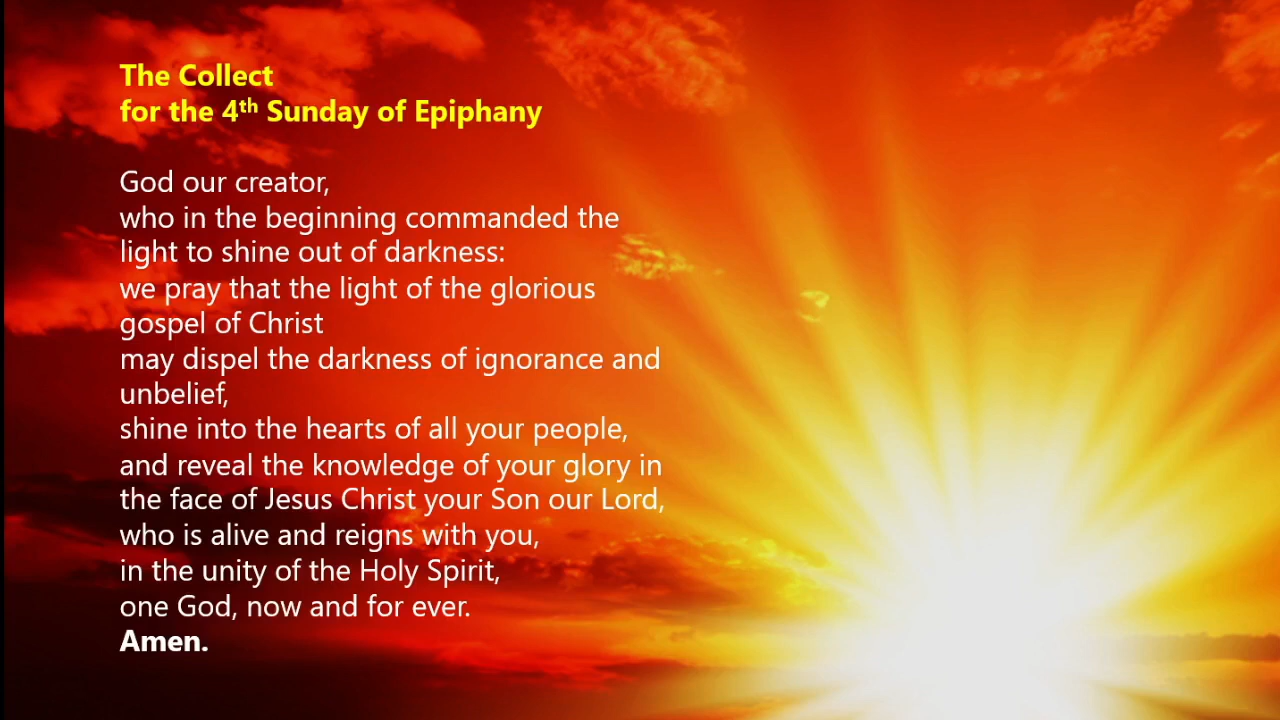 The Collect
for the 4th Sunday of Epiphany
God our creator,
who in the beginning commanded the
light to shine out of darkness:
we pray that the light of the glorious
gospel of Christ
may dispel the darkness of ignorance and
unbelief,
shine into the hearts of all your people,
and reveal the knowledge of your glory in
the face of Jesus Christ your Son our Lord,
who is alive and reigns with you,
in the unity of the Holy Spirit,
one God, now and for ever.
Amen.